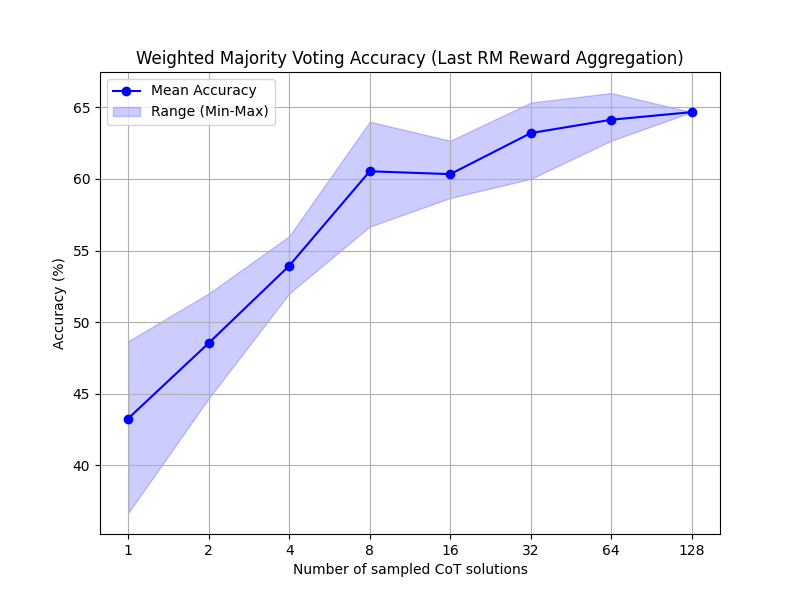 Weighted Majority Voting Accuracy (Last RM Reward Aggregation)
Mean Accuracy
Range (Min-Max)
Accuracy (%)
65
60
55
50
45
40
1 2 4 8 16 32 64 128
Number of sampled CoT solutions